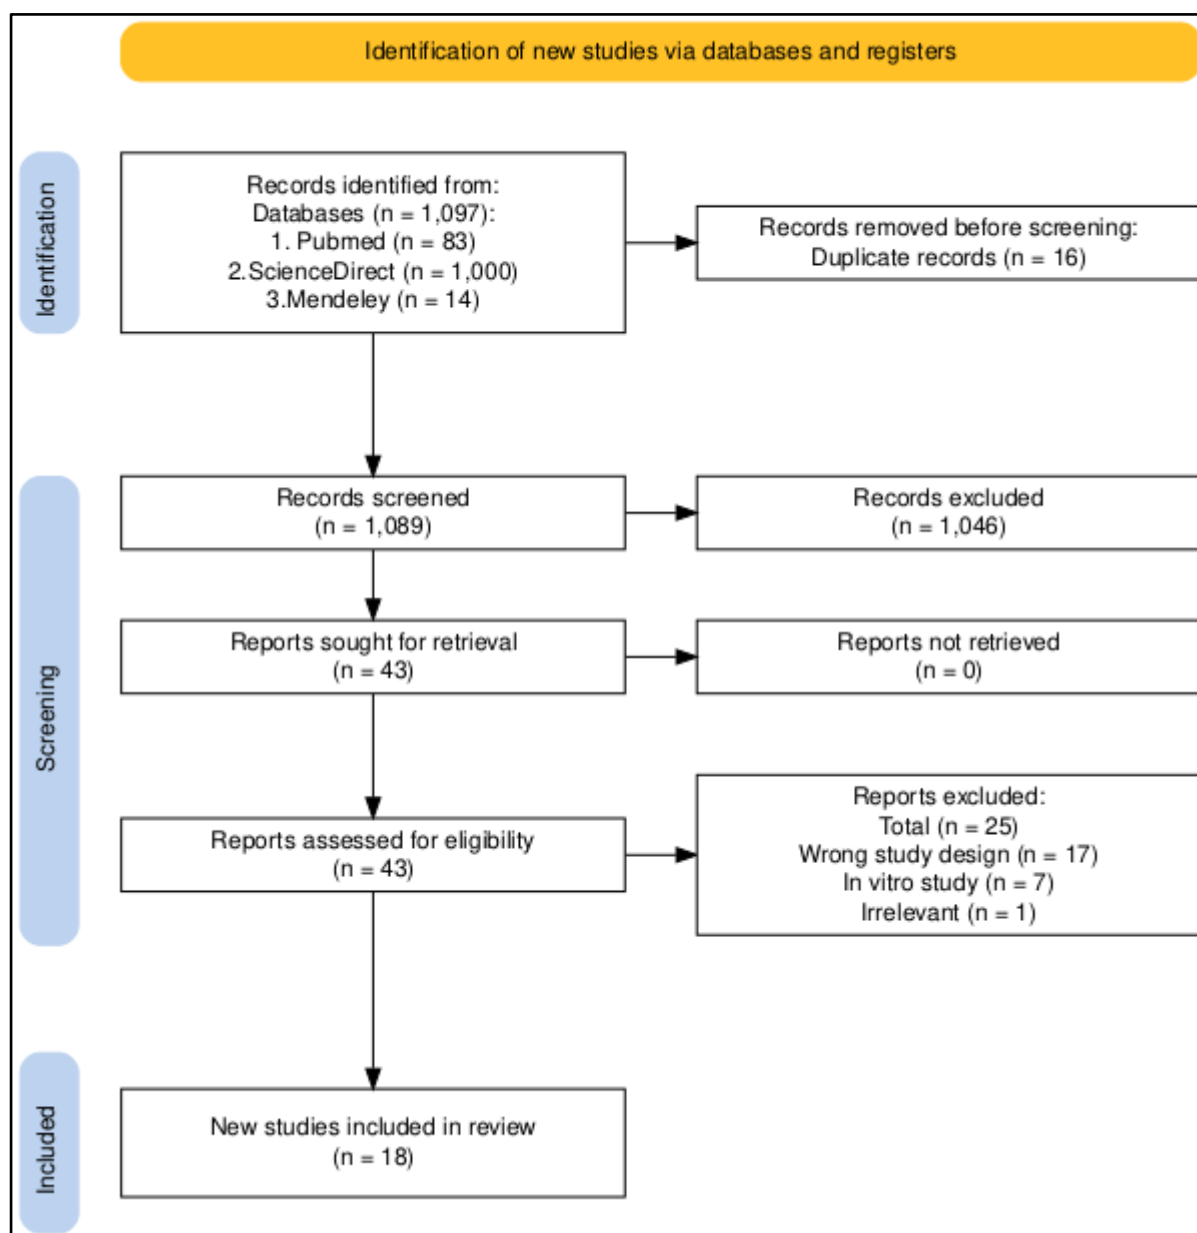 Identification of new studies via databases and registers
Identification
Records identified from:
Databases (n = 1,097):
1. Pubmed (n = 83)
2.ScienceDirect (n = 1,000)
3.Mendeley (n = 14)
Records removed before screening:
Duplicate records (n = 16)
Screening
Records screened
(n = 1,089)
Records excluded
(n = 1,046)
Reports sought for retrieval
(n = 43)
Reports not retrieved
(n = 0)
Reports assessed for eligibility
(n = 43)
Reports excluded:
Total (n = 25)
Wrong study design (n = 17)
In vitro study (n = 7)
Irrelevant (n = 1)
Included
New studies included in review
(n = 18)